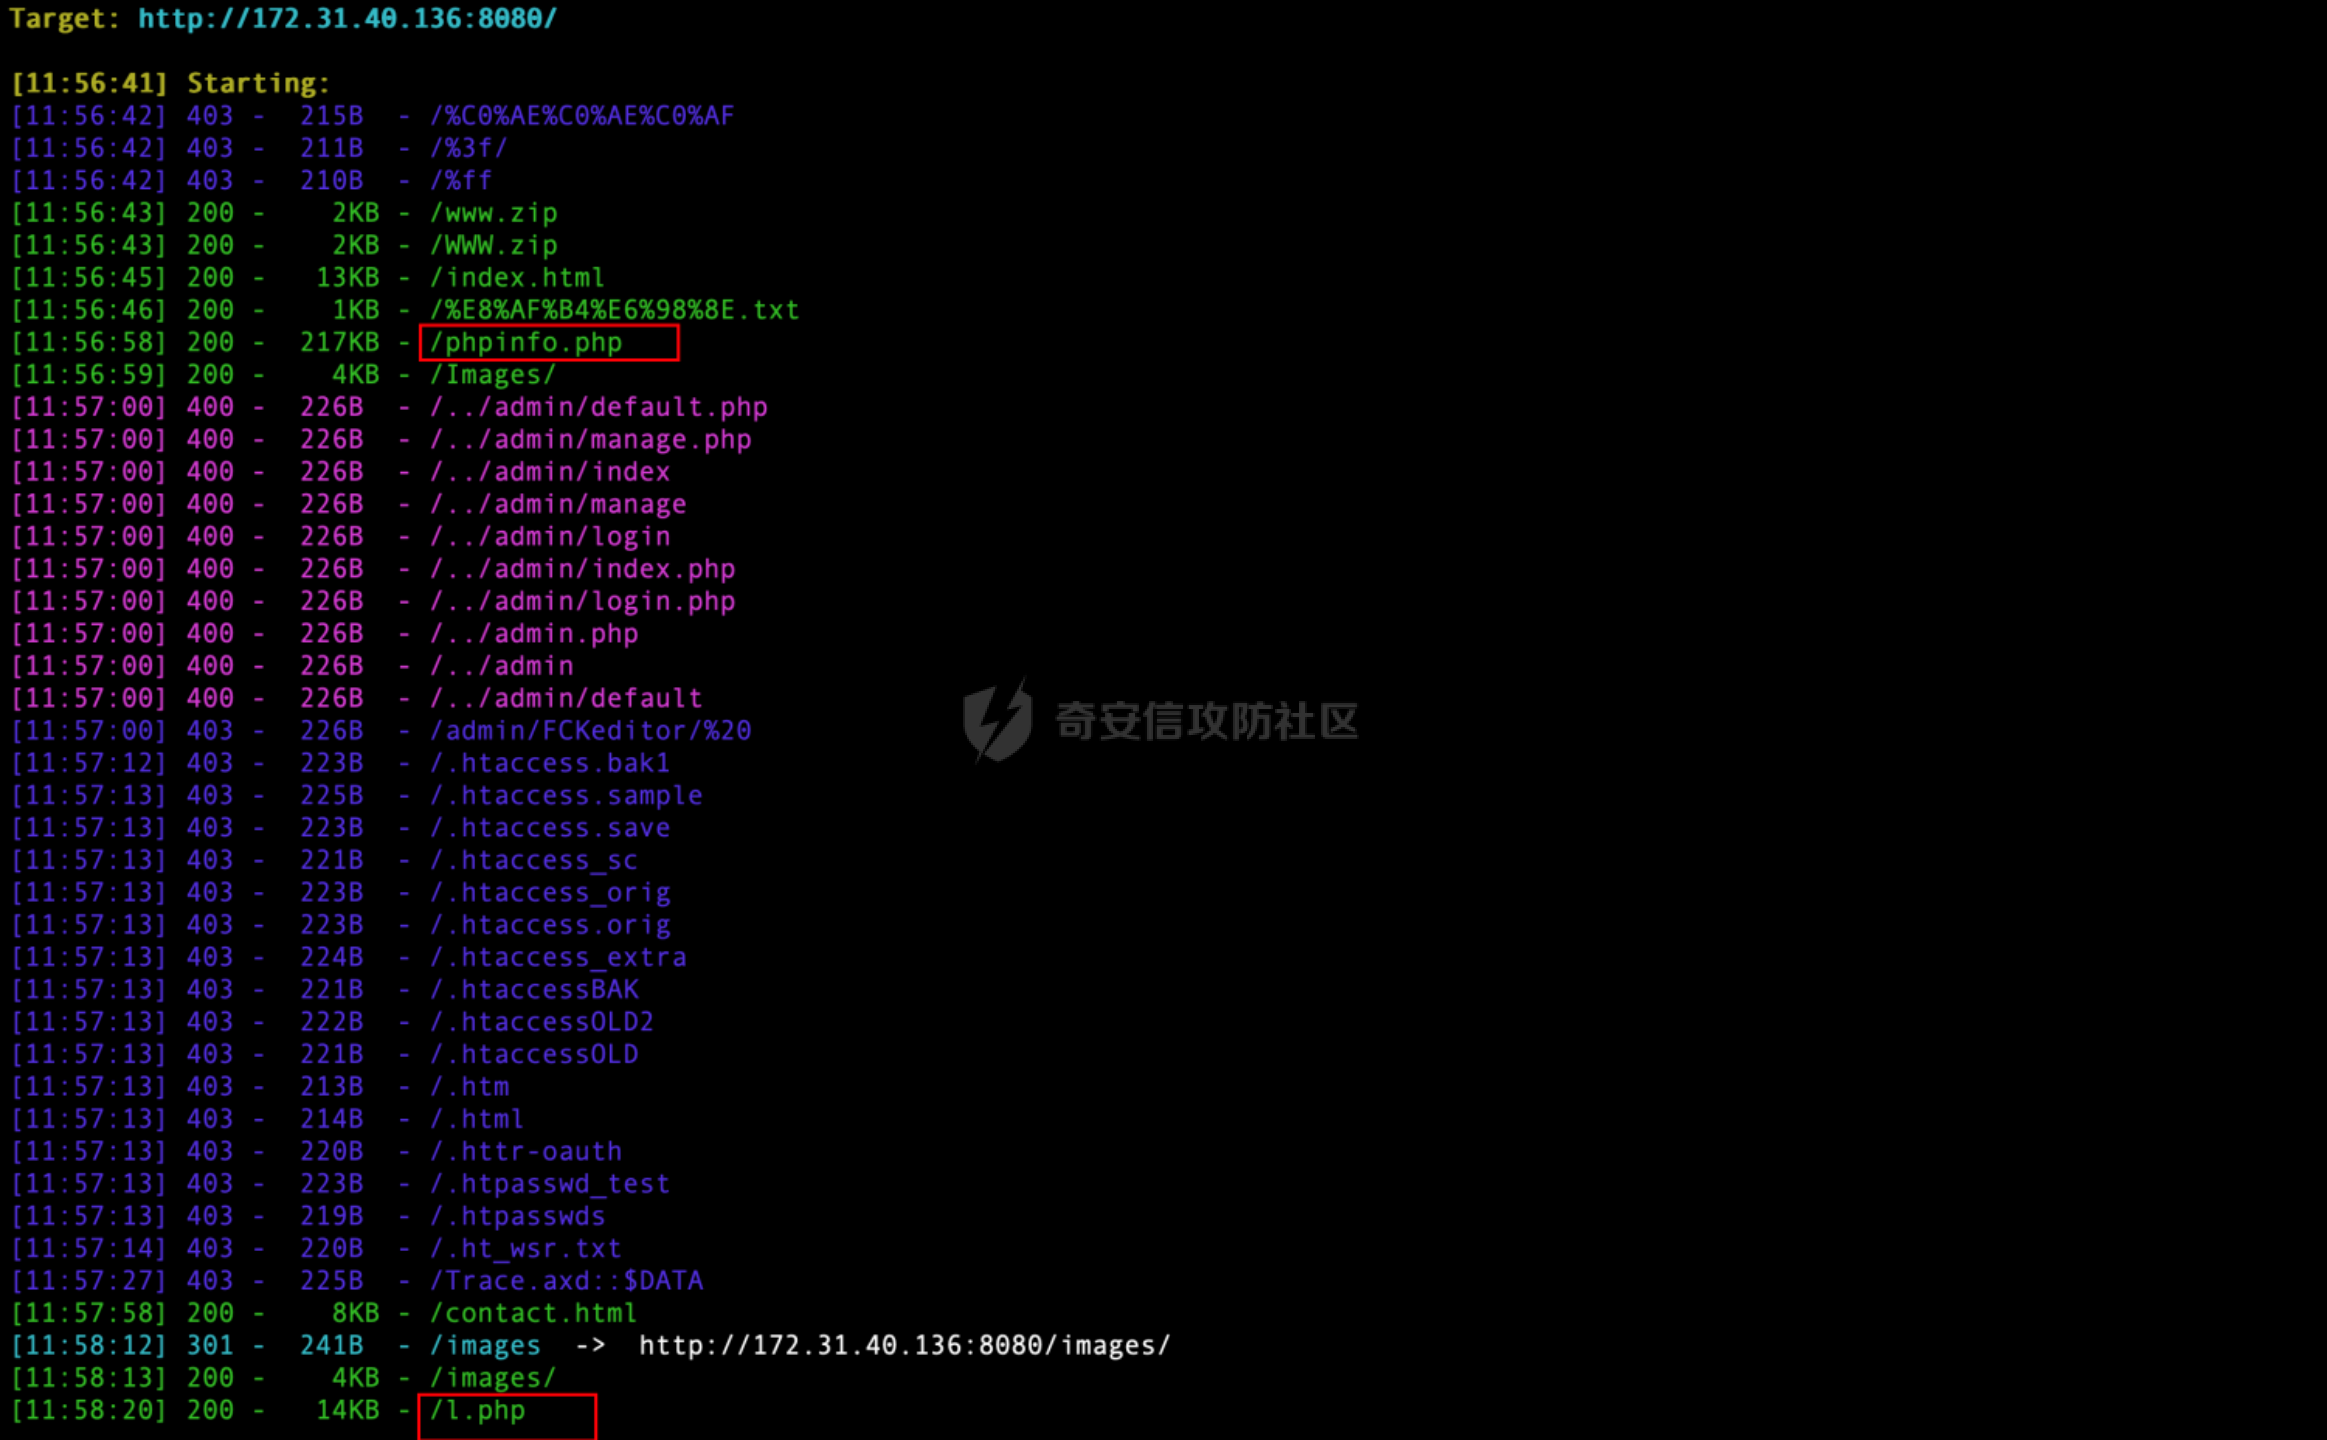 Target: http://172.31.40.136:8080/
[11:56:41] Starting:
[11:56:42] 403 - 215B - /%C0%AE%C0%AE%C0%AF
[11:56:42] 403 - 211B - /%3f/
[11:56:42] 403 - 210B - /%ff
[11:56:43] 200 - 2KB - /www.zip
[11:56:43] 200 - 2KB - /WWW.zip
[11:56:45] 200 - 13KB - /index.html
[11:56:46] 200 - 1KB - /%E8%AF%B4%E6%98%8E.txt
[11:56:58] 200 - 217KB - /phpinfo.php
[11:56:59] 200 - 4KB - /Images/
[11:57:00] 400 - 226B - /../admin/default.php
[11:57:00] 400 - 226B - /../admin/manage.php
[11:57:00] 400 - 226B - /../admin/index
[11:57:00] 400 - 226B - /../admin/manage
[11:57:00] 400 - 226B - /../admin/login
[11:57:00] 400 - 226B - /../admin/index.php
[11:57:00] 400 - 226B - /../admin/login.php
[11:57:00] 400 - 226B - /../admin.php
[11:57:00] 400 - 226B - /../admin
[11:57:00] 400 - 226B - /../admin/default
奇安信攻防社区
[11:57:00] 403 - 226B - /admin/FCKeditor/%20
[11:57:12] 403 - 223B - /.htaccess.bak1
[11:57:13] 403 - 225B - /.htaccess.sample
[11:57:13] 403 - 223B - /.htaccess.save
[11:57:13] 403 - 221B - /.htaccess_sc
[11:57:13] 403 - 223B - /.htaccess_orig
[11:57:13] 403 - 223B - /.htaccess.orig
[11:57:13] 403 - 224B - /.htaccess_extra
[11:57:13] 403 - 221B - /.htaccessBAK
[11:57:13] 403 - 222B - /.htaccessOLD2
[11:57:13] 403 - 221B - /.htaccessOLD
[11:57:13] 403 - 213B - /.htm
[11:57:13] 403 - 214B - /.html
[11:57:13] 403 - 220B - /.httr-oauth
[11:57:13] 403 - 223B - /.htpasswd_test
[11:57:13] 403 - 219B - /.htpasswds
[11:57:14] 403 - 220B - /.ht_wsr.txt
[11:57:27] 403 - 225B - /Trace.axd::$DATA
[11:57:58] 200 - 8KB - /contact.html
[11:58:12] 301 - 241B - /images -> http://172.31.40.136:8080/images/
[11:58:13] 200 - 4KB - /images/
[11:58:20] 200 - 14KB - /l.php